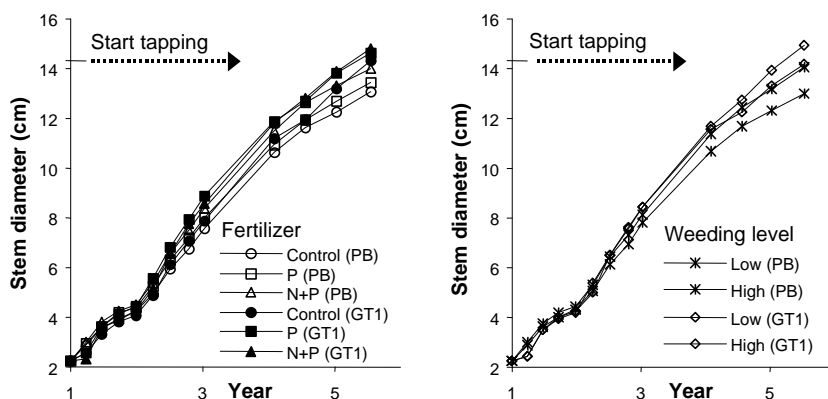 16
14
12
10
8
6
4
2
Stem diameter (cm)
Start tapping
Fertilizer
Control (PB)
P (PB)
N+P (PB)
Control (GT1)
P (GT1)
N+P (GT1)
1
3
5
Year
16
14
12
10
8
6
4
2
Stem diameter (cm)
Start tapping
Weeding level
Low (PB)
High (PB)
Low (GT1)
High (GT1)
1
3
5
Year